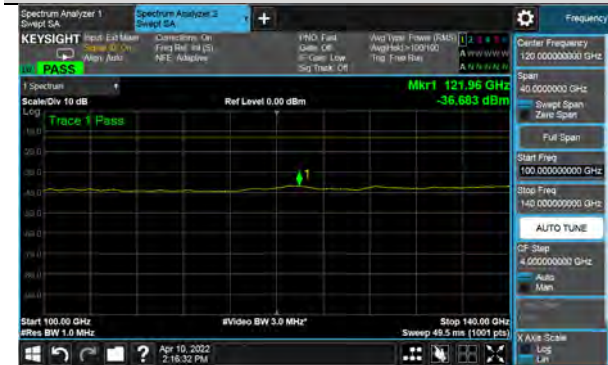 Spectrum Analyzer 1
Swept SA
Spectrum Analyzer 2
Swept SA
+
Frequency
KEYSIGHT
Input: Ext Mixer
Signal ID: On
Align: Auto
Corrections: On
Freq Ref: Int (S)
NFE: Adaptive
PNO: Fast
Gate: Off
IF Gain: Low
Sig Track: Off
Avg Type: Power (RMS)
Avg|Hold:>100/100
Trig: Free Run
PASS
1 Spectrum
Scale/Div 10 dB
Ref Level 0.00 dBm
Mkr1 121.96 GHz
-36.683 dBm
Log
Trace 1 Pass
1
Start 100.00 GHz
#Res BW 1.0 MHz
#Video BW 3.0 MHz*
Stop 140.00 GHz
Sweep 49.5 ms (1001 pts)
?
Apr 10, 2022
2:16:32 PM
Center Frequency
120.000000000 GHz
Span
40.0000000 GHz
Swept Span
Zero Span
Full Span
Start Freq
100.000000000 GHz
Stop Freq
140.000000000 GHz
AUTO TUNE
CF Step
4.000000000 GHz
Auto
Man
X Axis Scale
Log
Lin